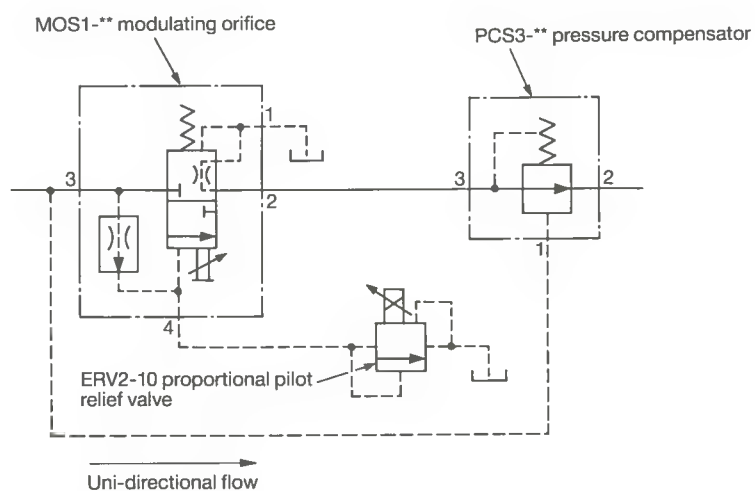 MOS1-** modulating orifice
PCS3-** pressure compensator
1
3
2
3
2
1
4
ERV2-10 proportional pilot
relief valve
Uni-directional flow